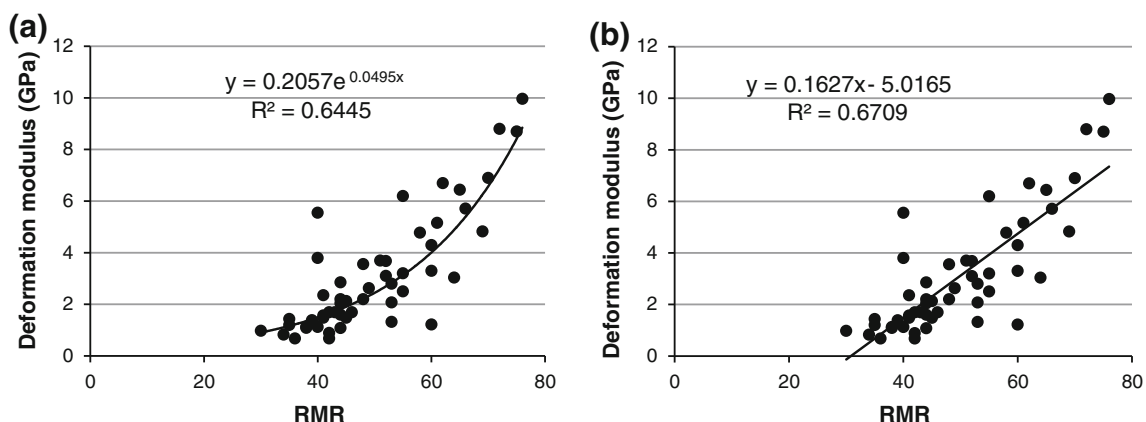 (a)
Deformation modulus (GPa)
12
10
8
6
4
2
0
y = 0.2057e^0.0495x
R² = 0.6445
0 20 40 60 80
RMR
(b)
Deformation modulus (GPa)
12
10
8
6
4
2
0
y = 0.1627x - 5.0165
R² = 0.6709
0 20 40 60 80
RMR